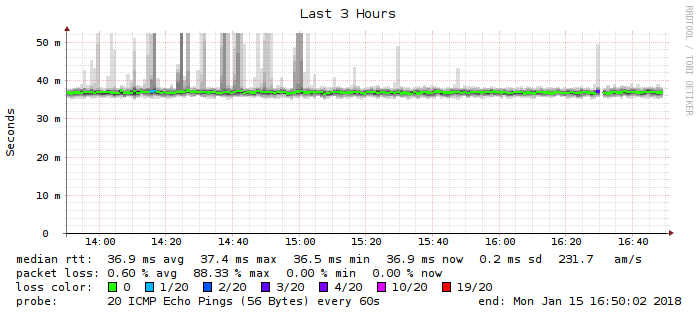 Last 3 Hours
RRDTOOL / TOBI OETIKER
Seconds
50 m
40 m
30 m
20 m
10 m
0
14:00 14:20 14:40 15:00 15:20 15:40 16:00 16:20 16:40
median rtt: 36.9 ms avg 37.4 ms max 36.5 ms min 36.9 ms now 0.2 ms sd 231.7 am/s
packet loss: 0.60 % avg 88.33 % max 0.00 % min 0.00 % now
loss color: 0 1/20 2/20 3/20 4/20 10/20 19/20
probe: 20 ICMP Echo Pings (56 Bytes) every 60s end: Mon Jan 15 16:50:02 2018